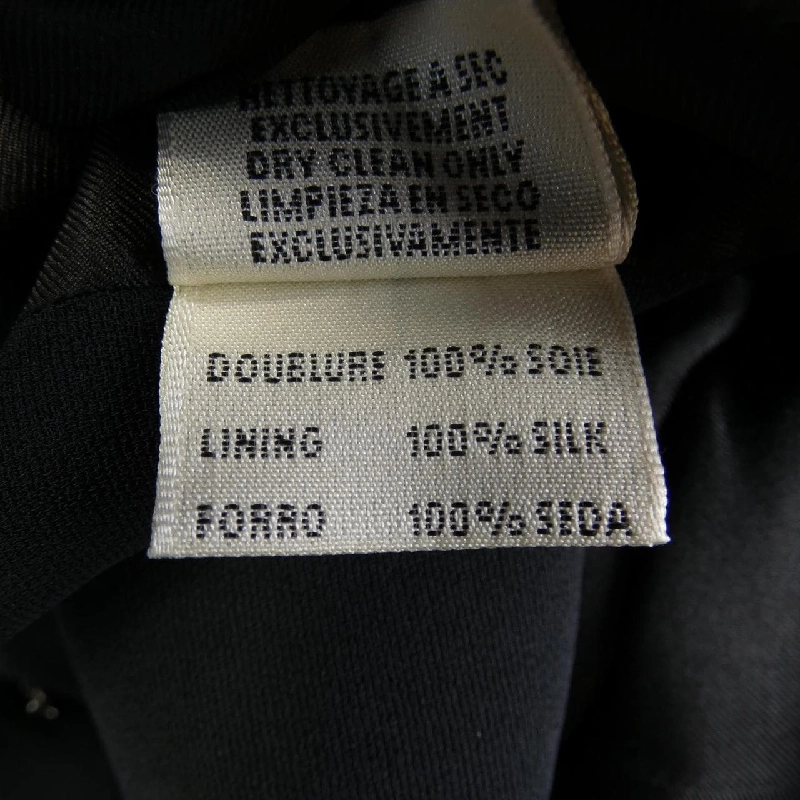 NETTOYAGE A SEC
EXCLUSIVEMENT
DRY CLEAN ONLY
LIMPIEZA EN SECO
EXCLUSIVAMENTE
DOUBLURE 100% SOIE
LINING 100% SILK
FORRO 100% SEDA